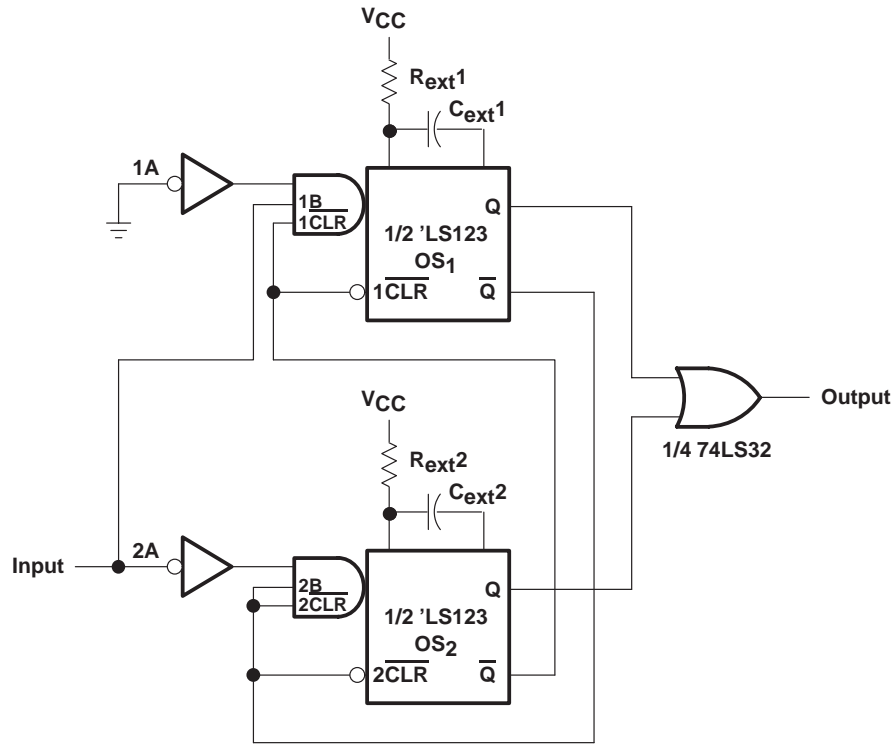 VCC
Rext1
Cext1
1A
1B
1CLR
Q
1/2 'LS123
OS1
1CLR
Q
VCC
Output
Rext2
1/4 74LS32
Cext2
Input
2A
2B
2CLR
Q
1/2 'LS123
OS2
2CLR
Q